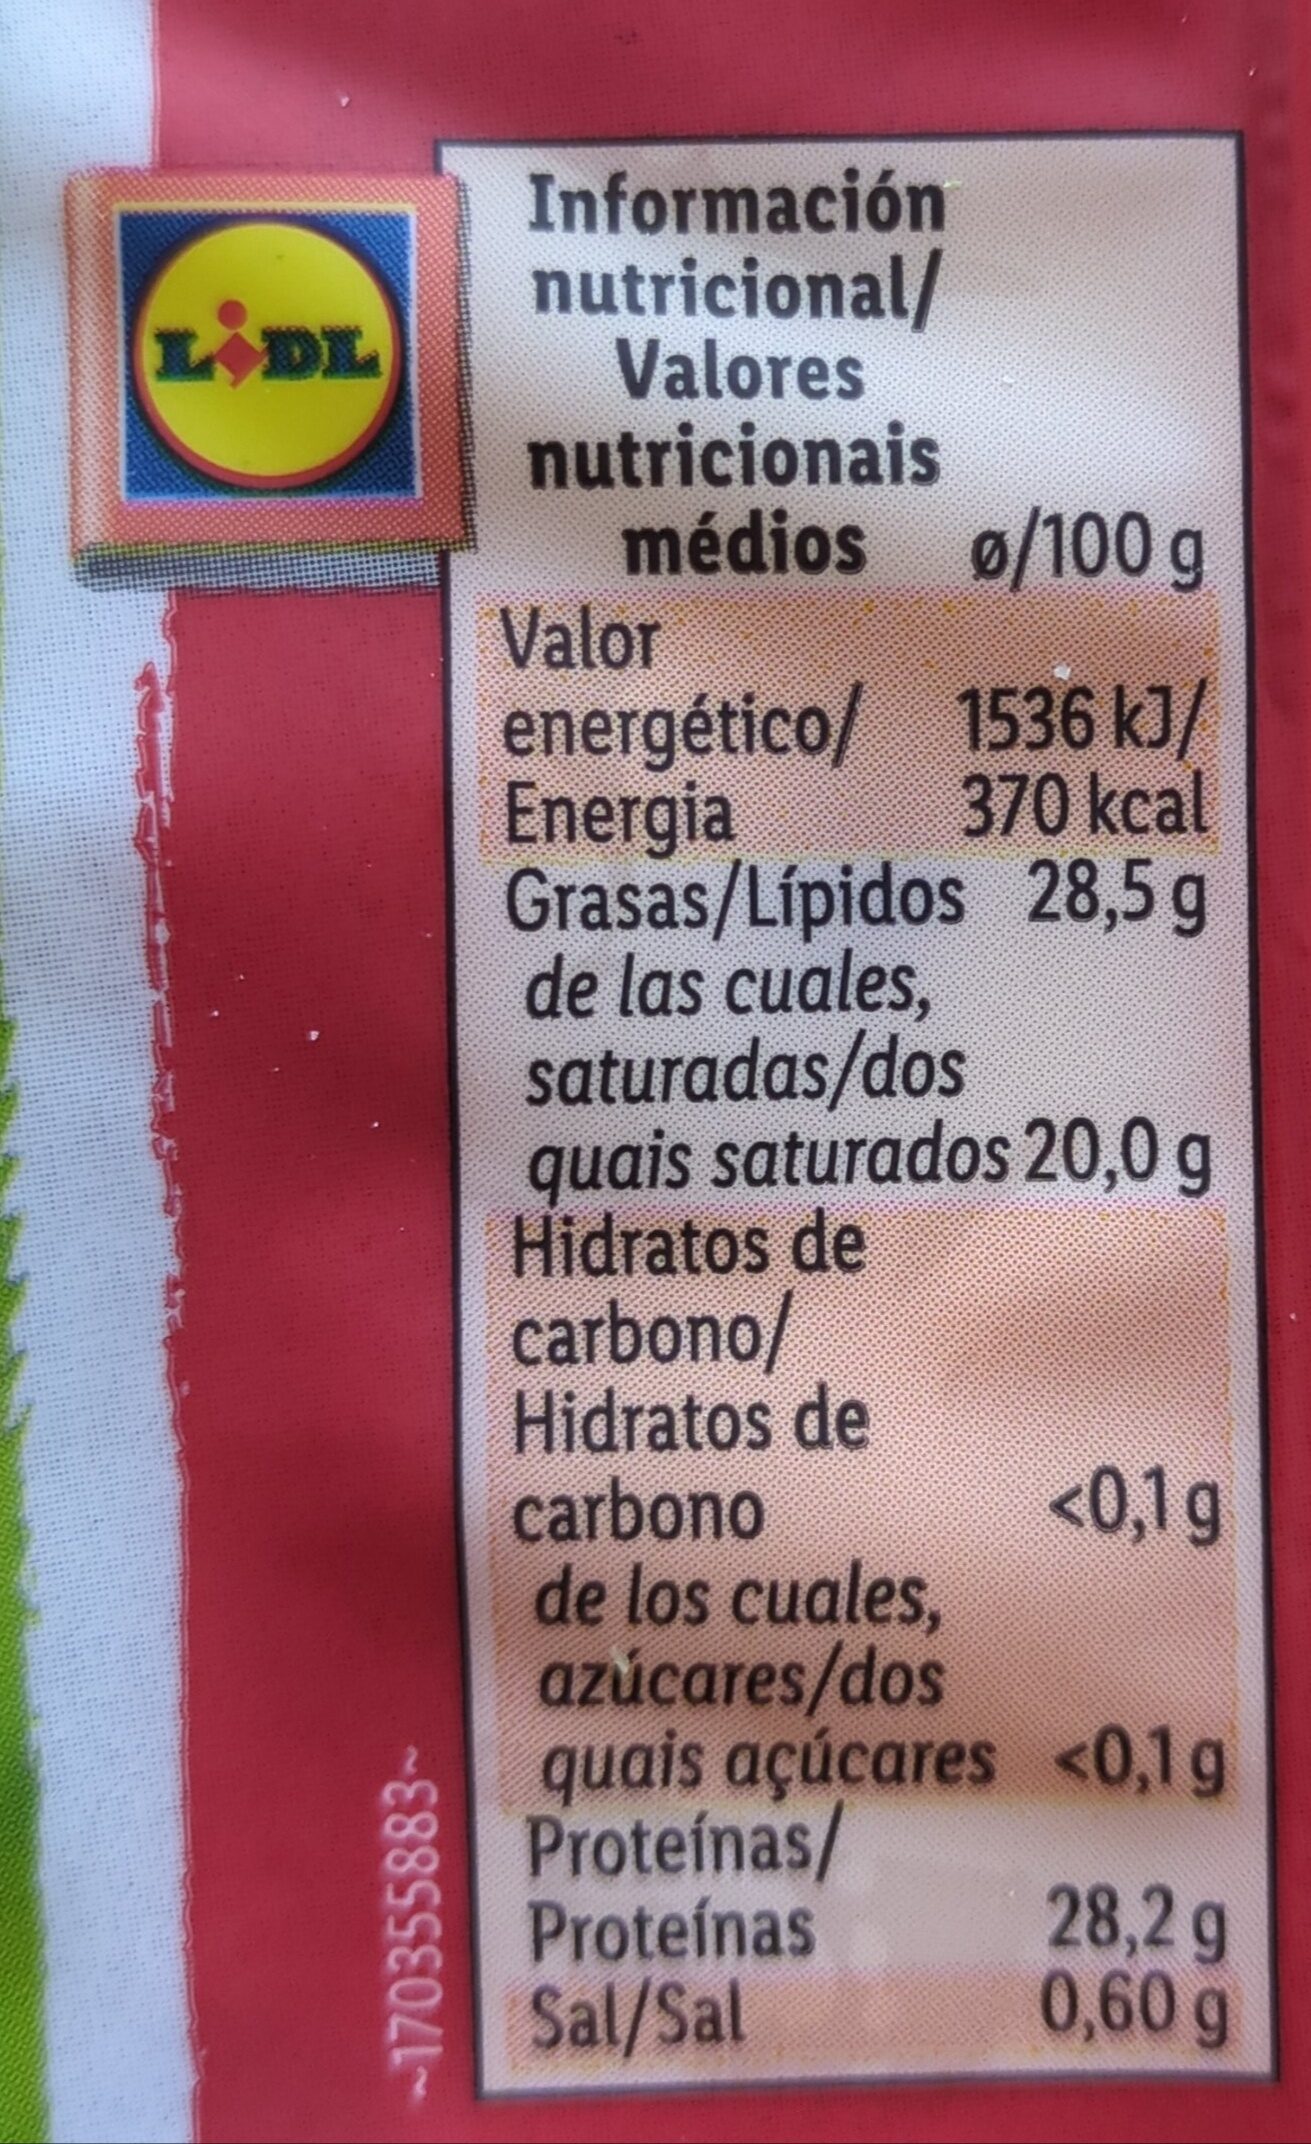 LIDL
Información
nutricional/
Valores
nutricionais
médios ø/100 g
Valor
energético/ 1536 kJ/
Energia 370 kcal
Grasas/Lípidos 28,5 g
de las cuales,
saturadas/dos
quais saturados 20,0 g
Hidratos de
carbono/
Hidratos de
carbono <0,1 g
de los cuales,
azúcares/dos
quais açúcares <0,1 g
Proteínas/
Proteínas 28,2 g
Sal/Sal 0,60 g
~170355883~